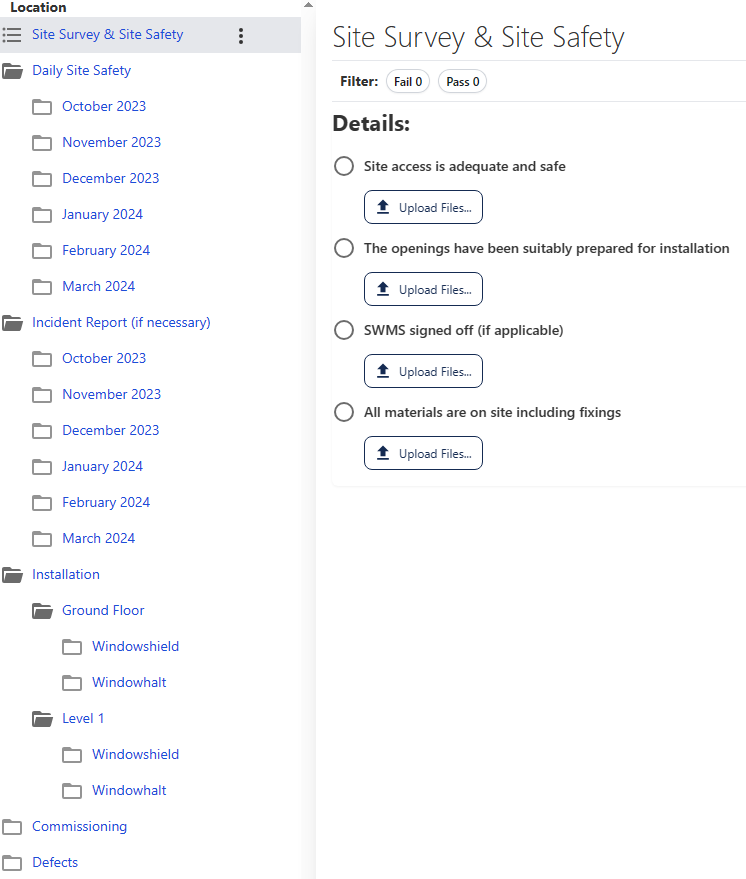 Location
Site Survey & Site Safety
Daily Site Safety
October 2023
November 2023
December 2023
January 2024
February 2024
March 2024
Incident Report (if necessary)
October 2023
November 2023
December 2023
January 2024
February 2024
March 2024
Installation
Ground Floor
Windowshield
Windowhalt
Level 1
Windowshield
Windowhalt
Commissioning
Defects
Site Survey & Site Safety
Filter: Fail 0 Pass 0
Details:
Site access is adequate and safe
Upload Files...
The openings have been suitably prepared for installation
Upload Files...
SWMS signed off (if applicable)
Upload Files...
All materials are on site including fixings
Upload Files...